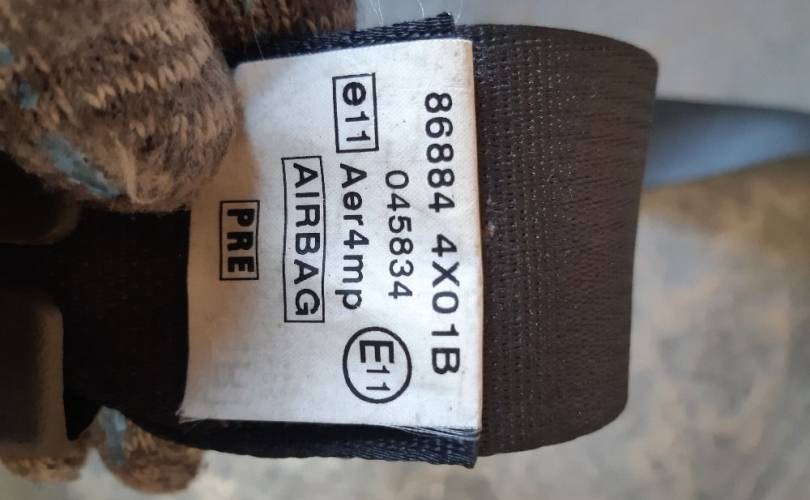 86884 4X01B
045834
e11 Aer4mp E11
AIRBAG
PRE